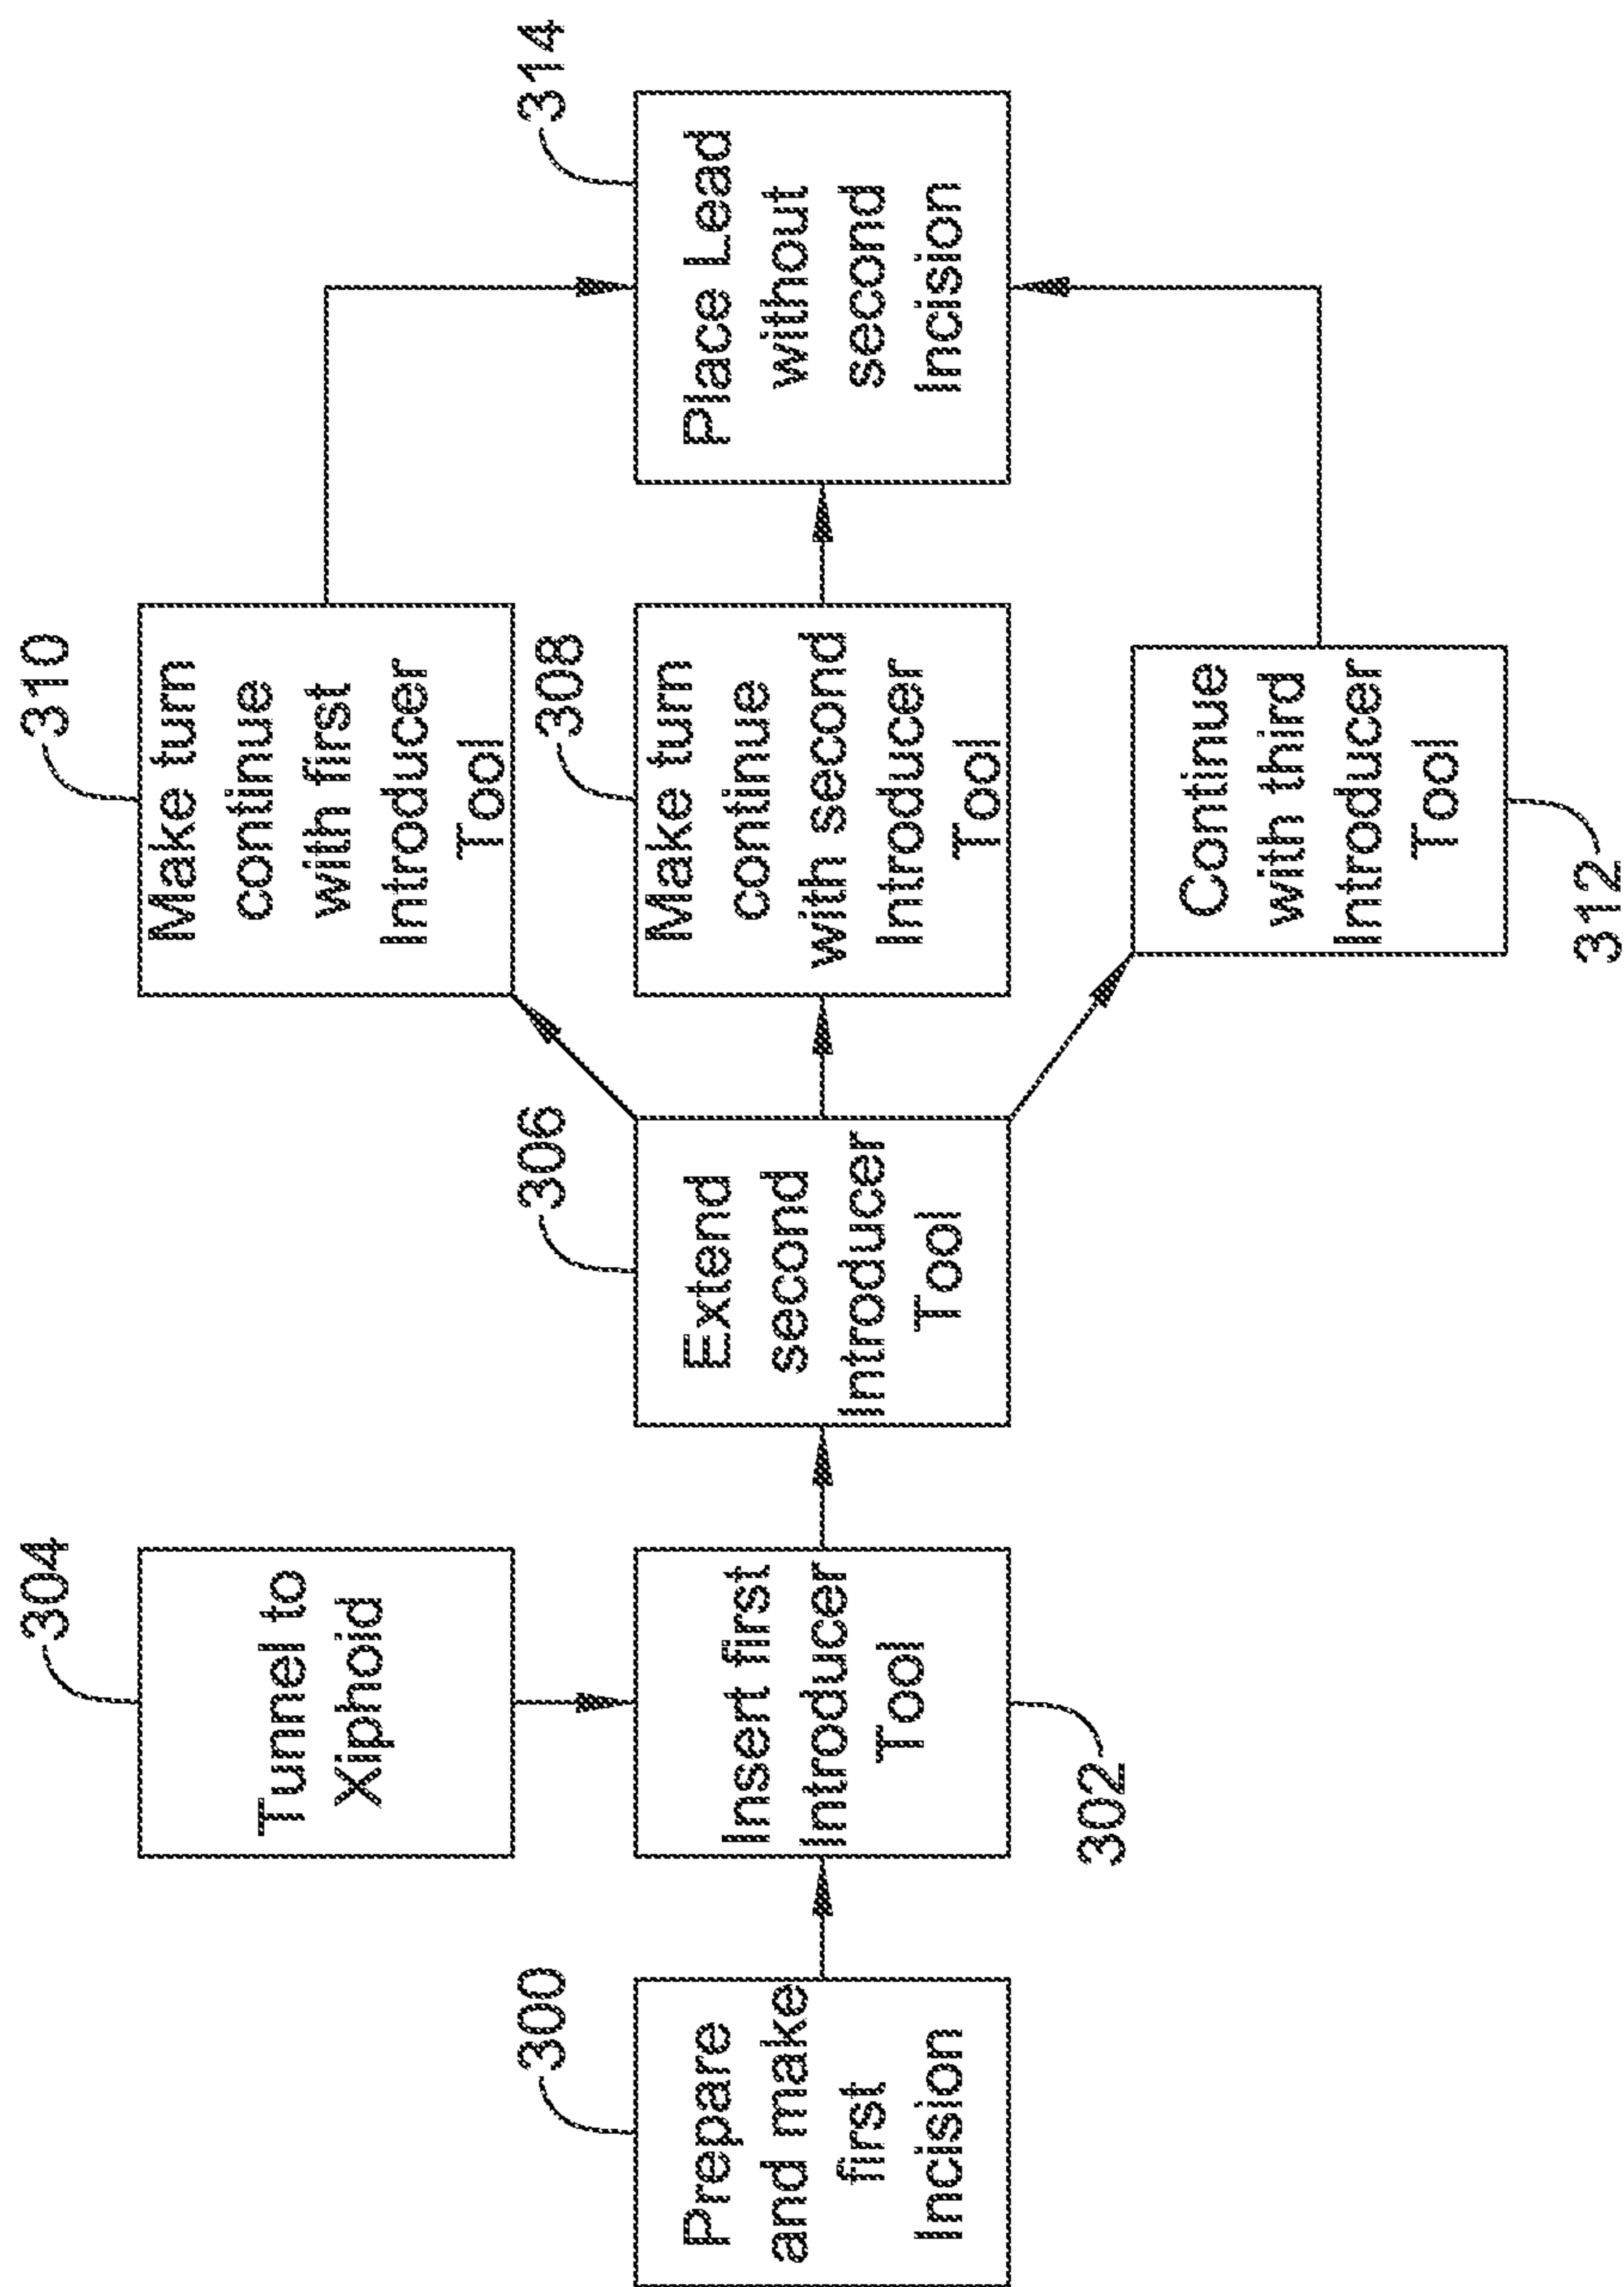 300
Prepare
and make
first
Incision
304
Tunnel to
Xiphoid
Insert first
Introducer
Tool
302
306
Extend
second
Introducer
Tool
310
Make turn
continue
with first
Introducer
Tool
308
Make turn
continue
with second
Introducer
Tool
Continue
with third
Introducer
Tool
312
314
Place Lead
without
second
Incision